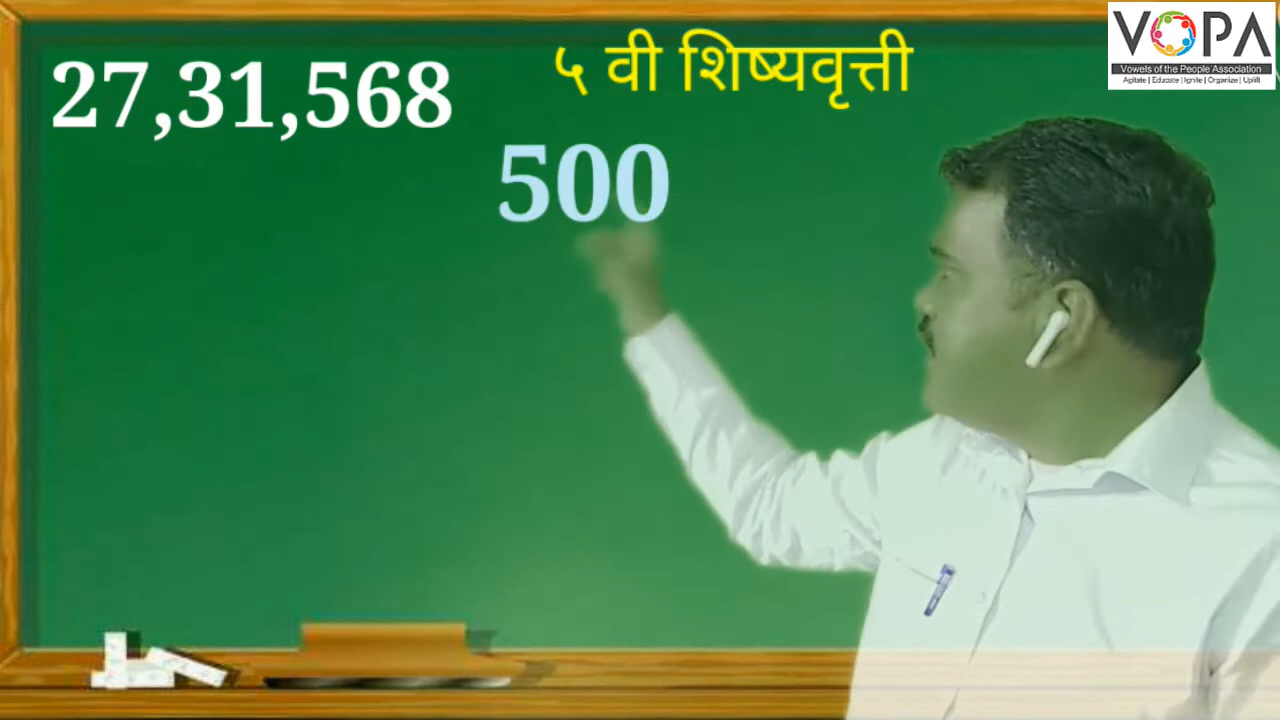 27,31,568
५ वी शिष्यवृत्ती
500
VOPA
Vowels of the People Association
Agitate | Educate | Ignite | Organize | Uplift